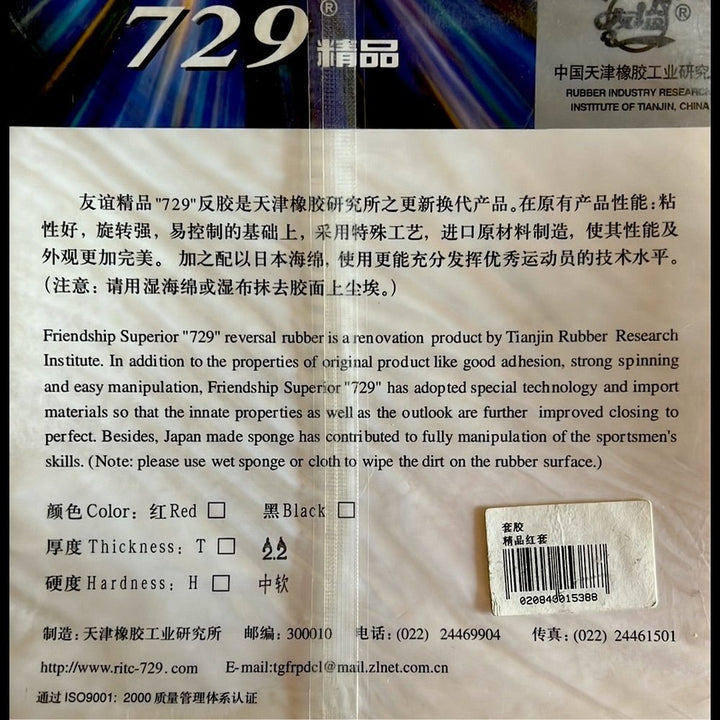 729® 精品
®
中国天津橡胶工业研究
RUBBER INDUSTRY RESEARCH
INSTITUTE OF TIANJIN, CHINA
友谊精品"729"反胶是天津橡胶研究所之更新换代产品。在原有产品性能：粘
性好，旋转强，易控制的基础上，采用特殊工艺，进口原材料制造，使其性能及
外观更加完美。 加之配以日本海绵，使用更能充分发挥优秀运动员的技术水平。
（注意：请用湿海绵或湿布抹去胶面上尘埃。）
Friendship Superior "729" reversal rubber is a renovation product by Tianjin Rubber Research
Institute. In addition to the properties of original product like good adhesion, strong spinning
and easy manipulation, Friendship Superior "729" has adopted special technology and import
materials so that the innate properties as well as the outlook are further improved closing to
perfect. Besides, Japan made sponge has contributed to fully manipulation of the sportsmen's
skills. (Note: please use wet sponge or cloth to wipe the dirt on the rubber surface.)
颜色Color: 红Red □ 黑Black □
厚度Thickness: T □ 2.2
硬度Hardness: H □ 中软
套胶
精品红套
020840015388
制造：天津橡胶工业研究所 邮编：300010 电话：(022) 24469904 传真：(022) 24461501
http://www.ritc-729.com E-mail:tgfrpdcl@mail.zlnet.com.cn
通过 ISO9001: 2000 质量管理体系认证